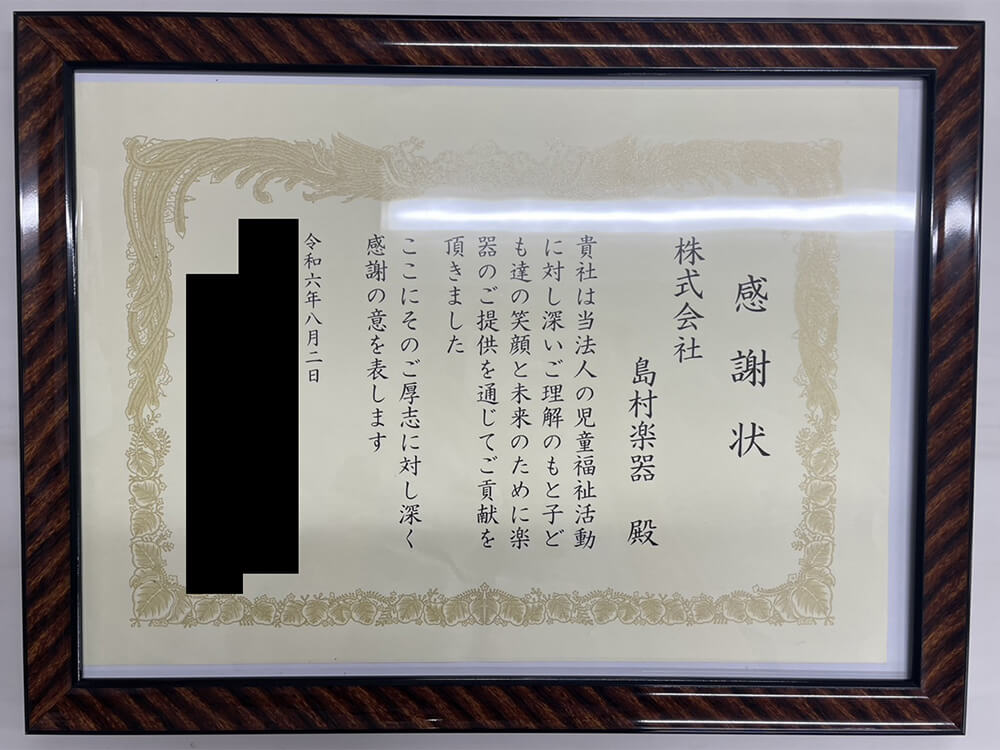 感謝状
株式会社
島村楽器 殿
貴社は当法人の児童福祉活動
に対し深いご理解のもと子ど
も達の笑顔と未来のために楽
器のご提供を通じてご貢献を
頂きました
ここにそのご厚志に対し深く
感謝の意を表します
令和六年八月二日